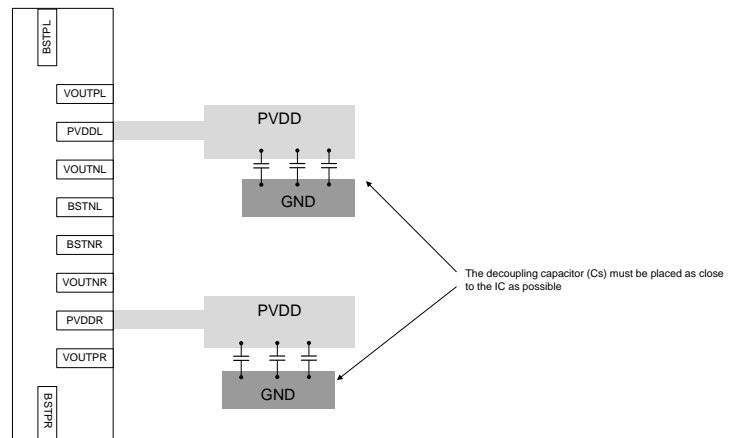 BSTPL
VOUTPL
PVDDL
PVDD
VOUTNL
BSTNL
GND
BSTNR
The decoupling capacitor (Cs) must be placed as close
to the IC as possible
VOUTNR
PVDDR
PVDD
VOUTPR
GND
BSTPR